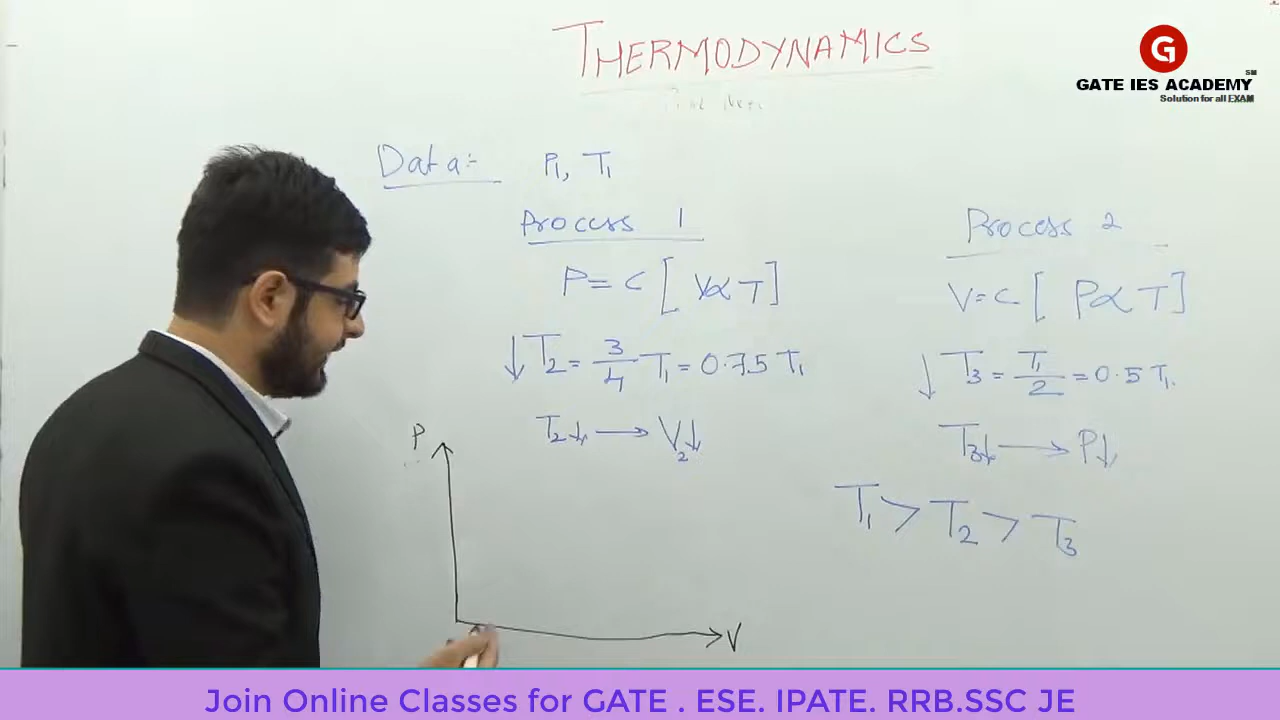 THERMODYNAMICS
G
GATE IES ACADEMY
SM
Solution for all EXAM
Data:- P₁, T₁
Process 1
P = C [ V∝T ]
↓T₂ = 3/4 T₁ = 0.75 T₁
T₂↓ → V₂↓
Process 2
V = C [ P∝T ]
↓T₃ = T₁/2 = 0.5 T₁.
T₃↓ → P↓
T₁ > T₂ > T₃
P
V
Join Online Classes for GATE . ESE. IPATE. RRB.SSC JE